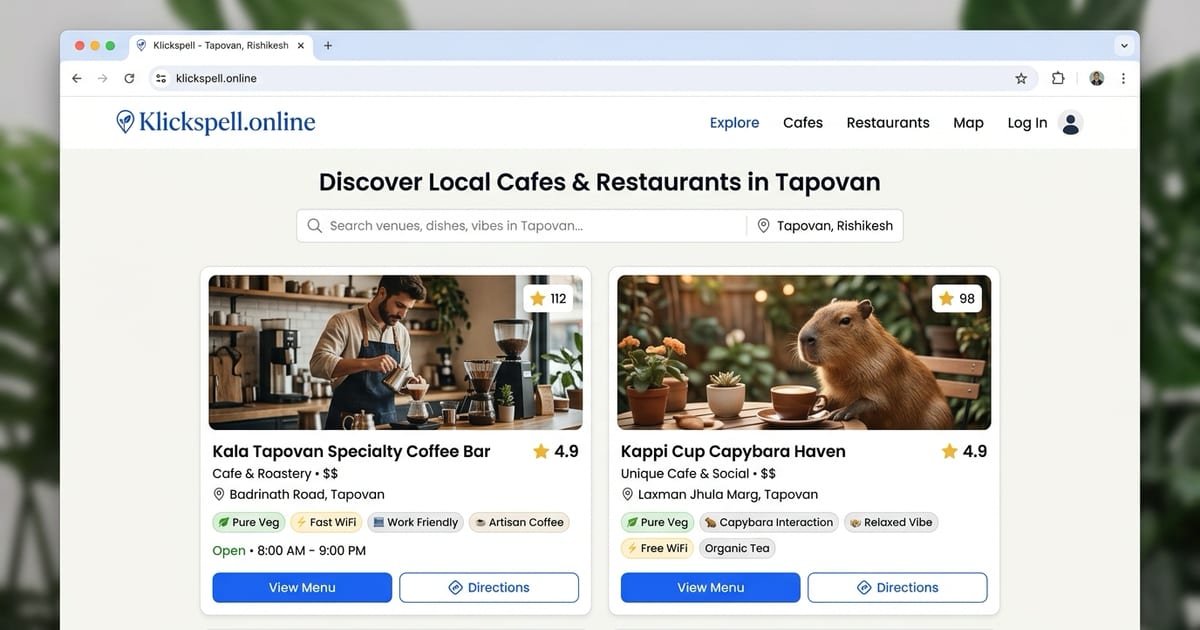 Klickspell - Tapovan, Rishikesh
klickspell.online
Klickspell.online
Explore Cafes Restaurants Map Log In
Discover Local Cafes & Restaurants in Tapovan
Search venues, dishes, vibes in Tapovan...
Tapovan, Rishikesh
112
Kala Tapovan Specialty Coffee Bar 4.9
Cafe & Roastery • $$
Badrinath Road, Tapovan
Pure Veg Fast WiFi Work Friendly Artisan Coffee
Open • 8:00 AM – 9:00 PM
View Menu Directions
98
Kappi Cup Capybara Haven 4.9
Unique Cafe & Social • $$
Laxman Jhula Marg, Tapovan
Pure Veg Capybara Interaction Relaxed Vibe
Free WiFi Organic Tea
View Menu Directions